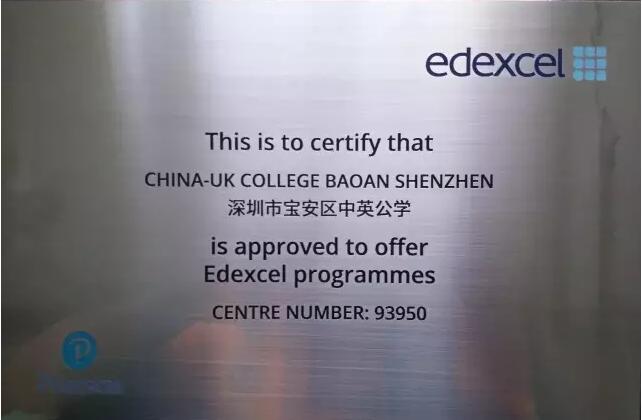 edexcel
This is to certify that
CHINA-UK COLLEGE BAOAN SHENZHEN
深圳市宝安区中英公学
is approved to offer
Edexcel programmes
CENTRE NUMBER: 93950
Pearson